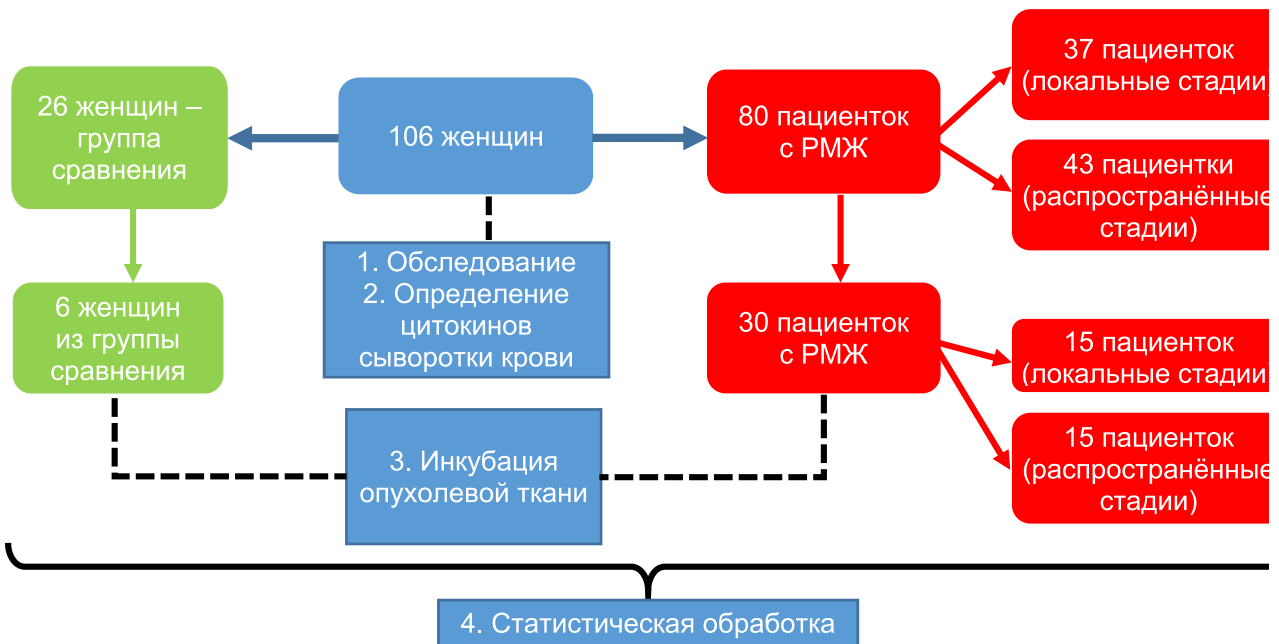 26 женщин –
группа
сравнения
106 женщин
80 пациенток
с РМЖ
37 пациенток
(локальные стадии)
43 пациентки
(распространённые
стадии)
1. Обследование
2. Определение
цитокинов
сыворотки крови
6 женщин
из группы
сравнения
30 пациенток
с РМЖ
15 пациенток
(локальные стадии
15 пациенток
(распространённые
стадии)
3. Инкубация
опухолевой ткани
4. Статистическая обработка